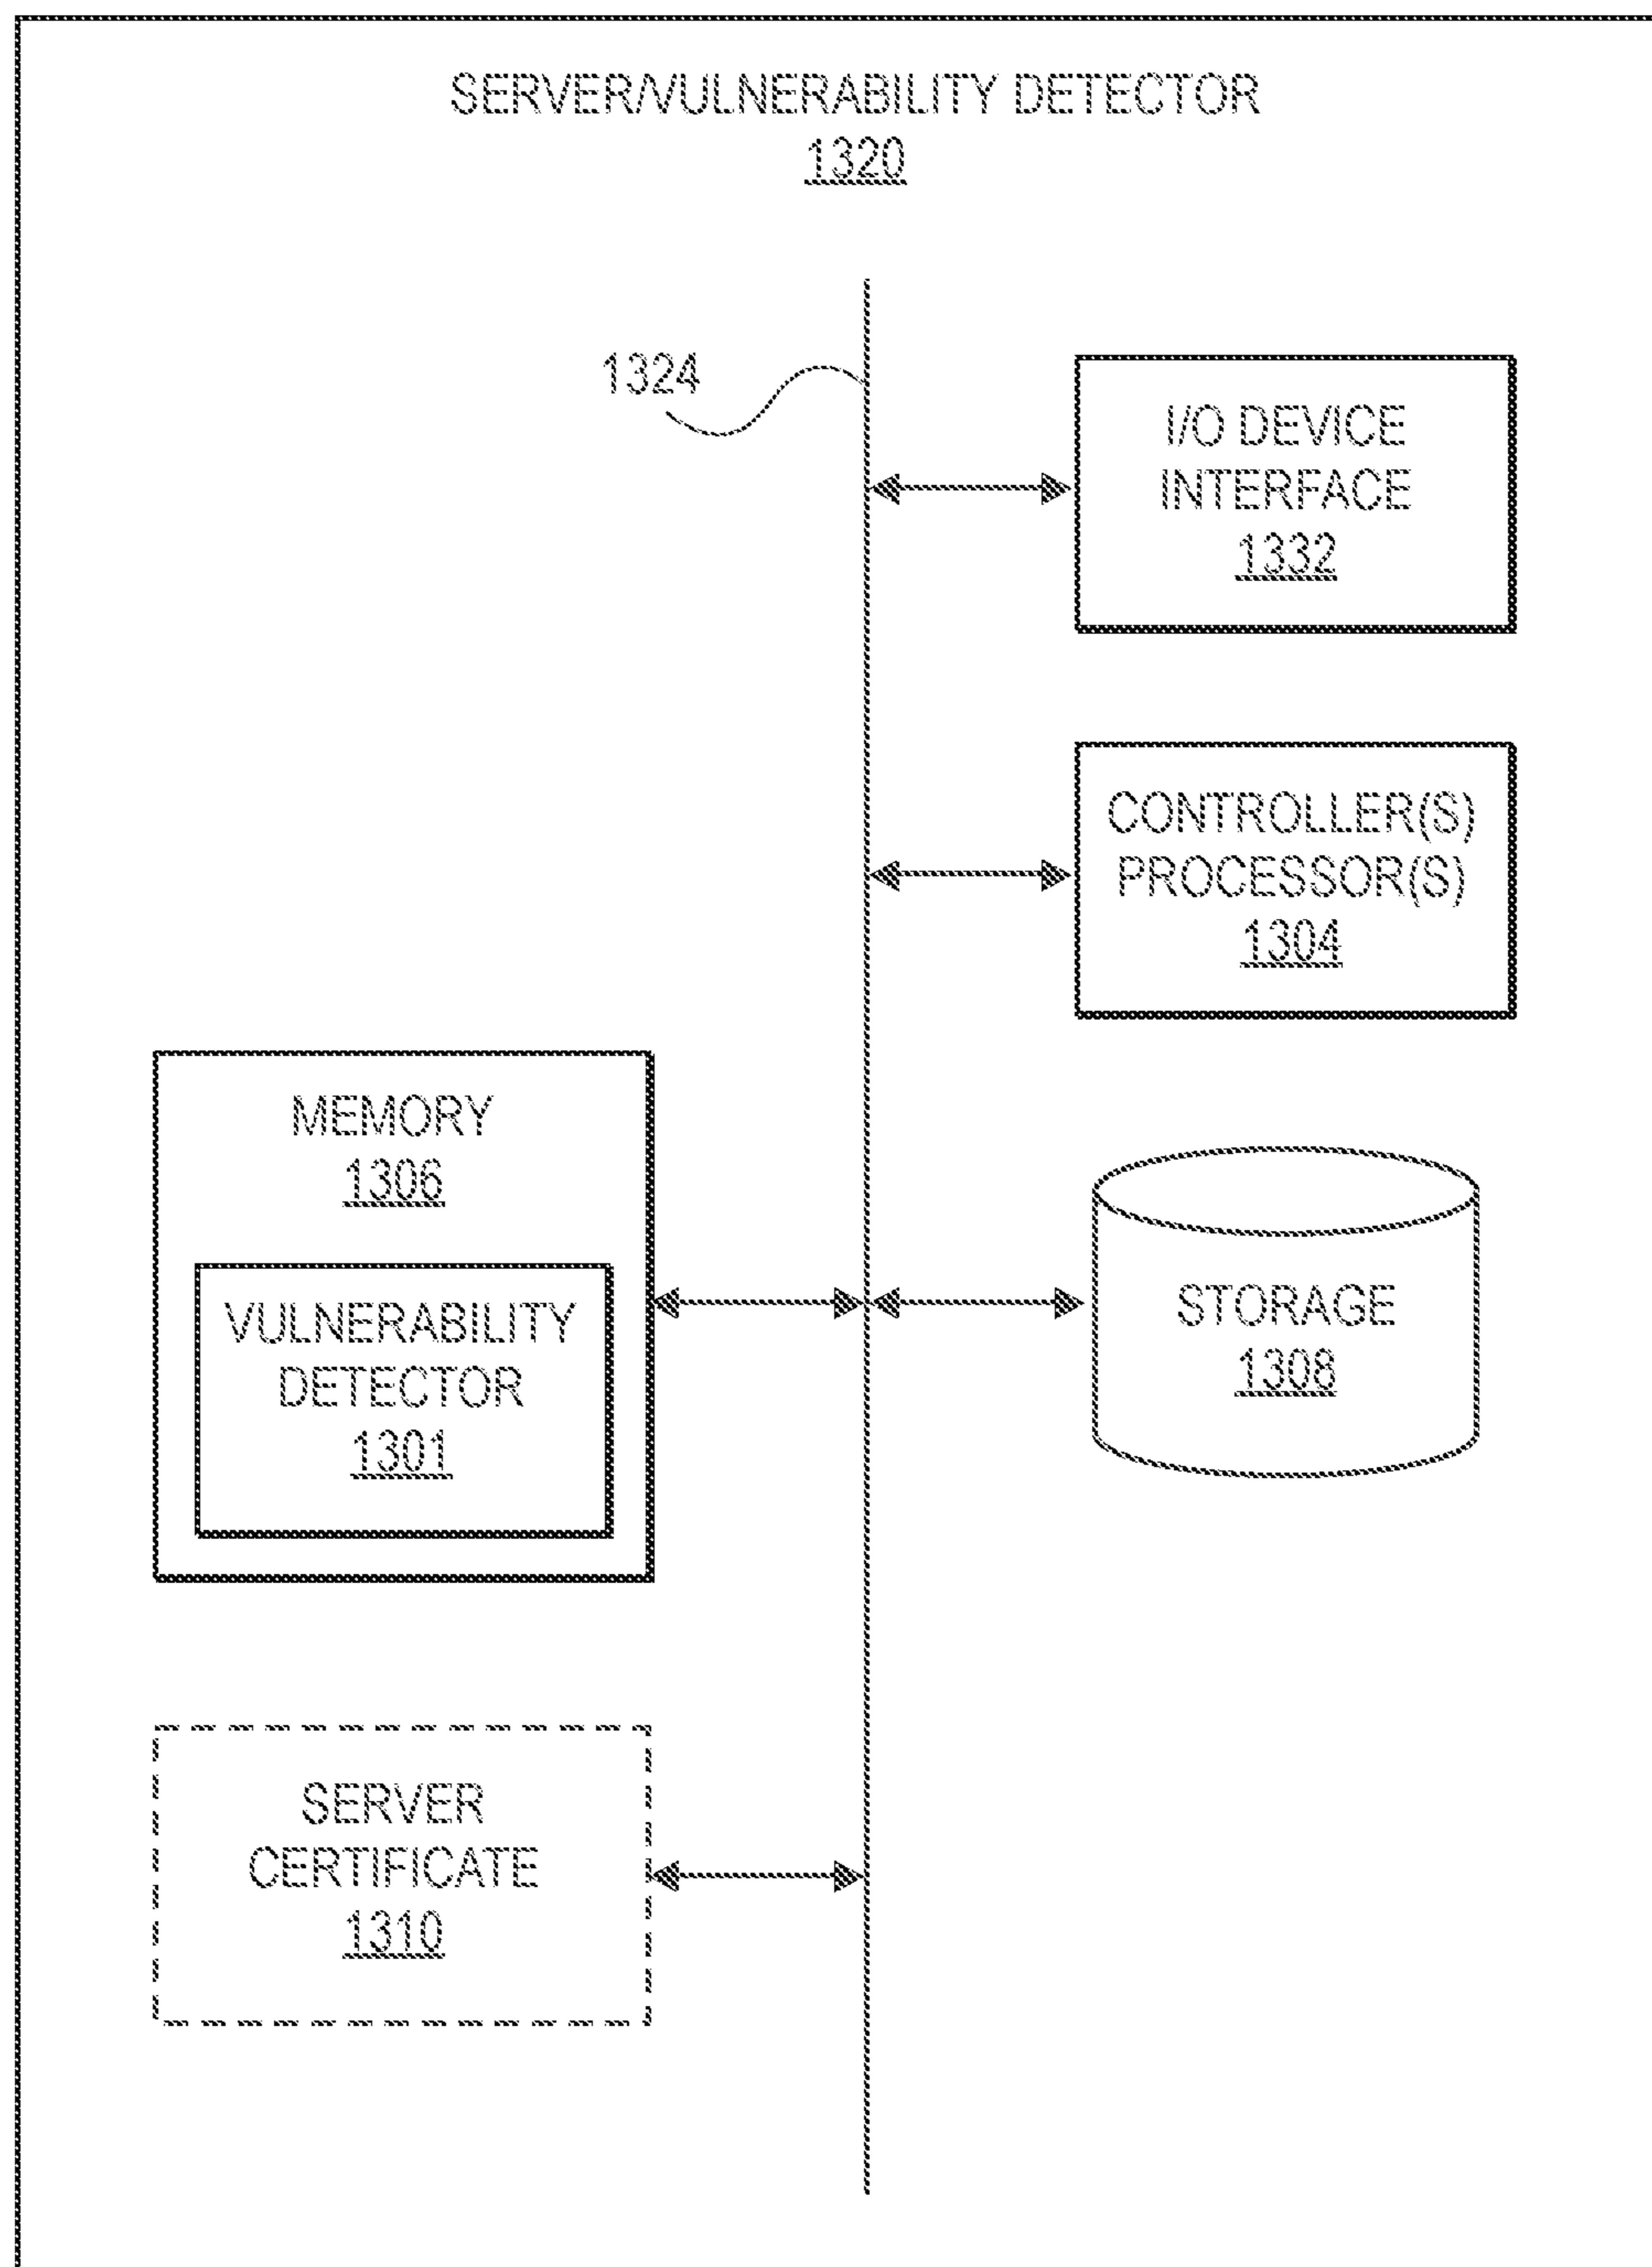 SERVER/VULNERABILITY DETECTOR
1320
1324
I/O DEVICE
INTERFACE
1332
CONTROLLER(S)
PROCESSOR(S)
1304
MEMORY
1306
VULNERABILITY
DETECTOR
1301
STORAGE
1308
SERVER
CERTIFICATE
1310